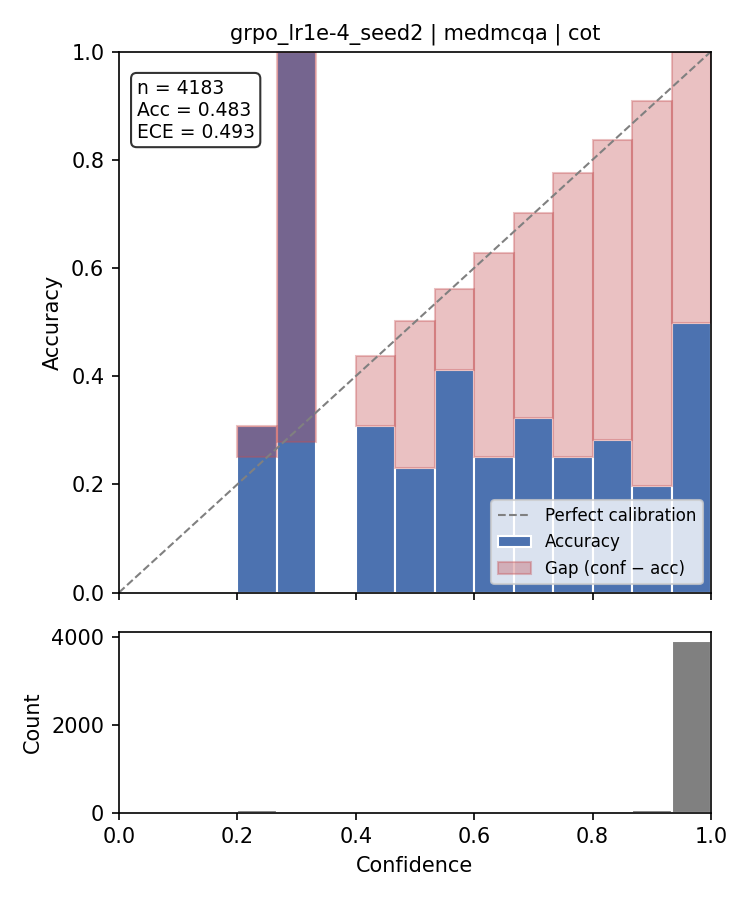 grpo_lr1e-4_seed2 | medmcqa | cot
n = 4183
Acc = 0.483
ECE = 0.493
Accuracy
1.0
0.8
0.6
0.4
0.2
0.0
Perfect calibration
Accuracy
Gap (conf − acc)
Count
4000
2000
0
0.0 0.2 0.4 0.6 0.8 1.0
Confidence